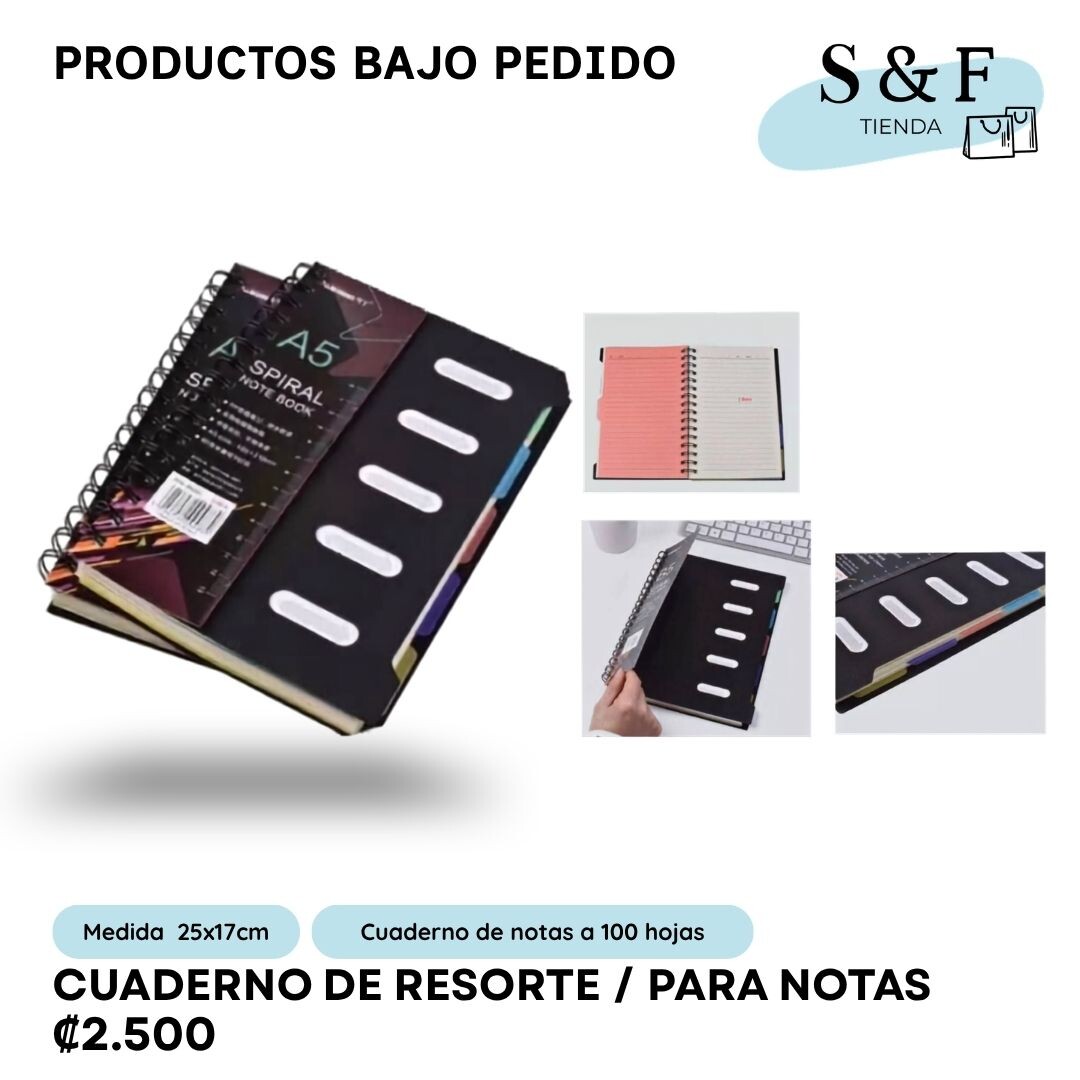 PRODUCTOS BAJO PEDIDO
S & F
TIENDA
A5
SPIRAL
NOTE BOOK
Medida 25x17cm
Cuaderno de notas a 100 hojas
CUADERNO DE RESORTE / PARA NOTAS
₡2.500